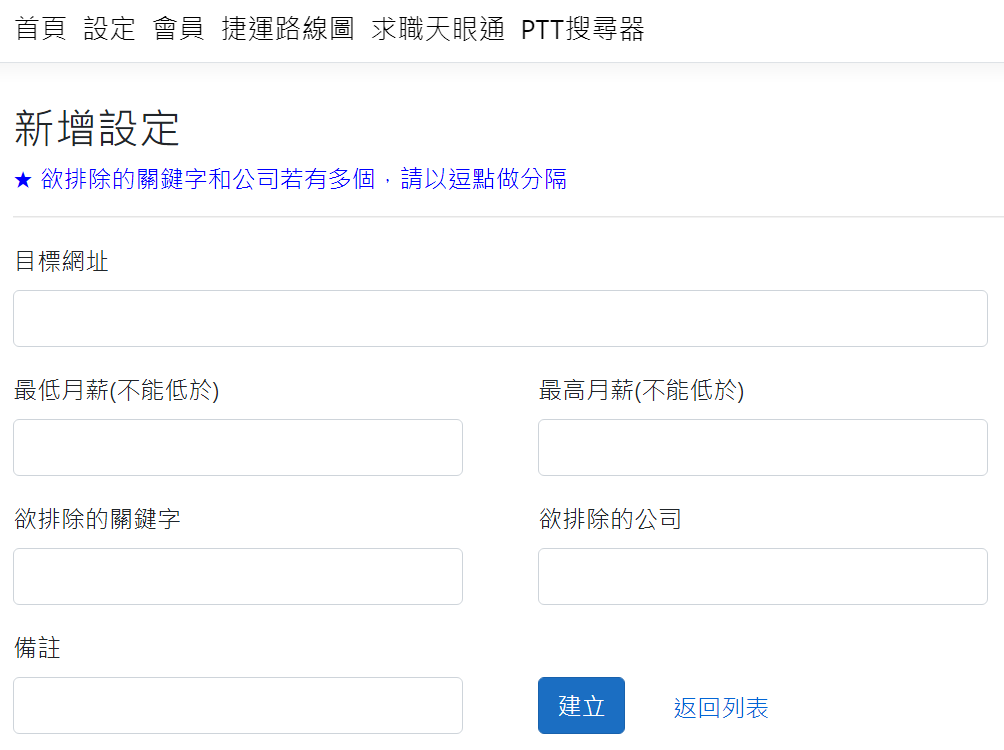 首頁 設定 會員 捷運路線圖 求職天眼通 PTT搜尋器
新增設定
★ 欲排除的關鍵字和公司若有多個，請以逗點做分隔
目標網址
最低月薪(不能低於) 最高月薪(不能低於)
欲排除的關鍵字 欲排除的公司
備註
建立 返回列表